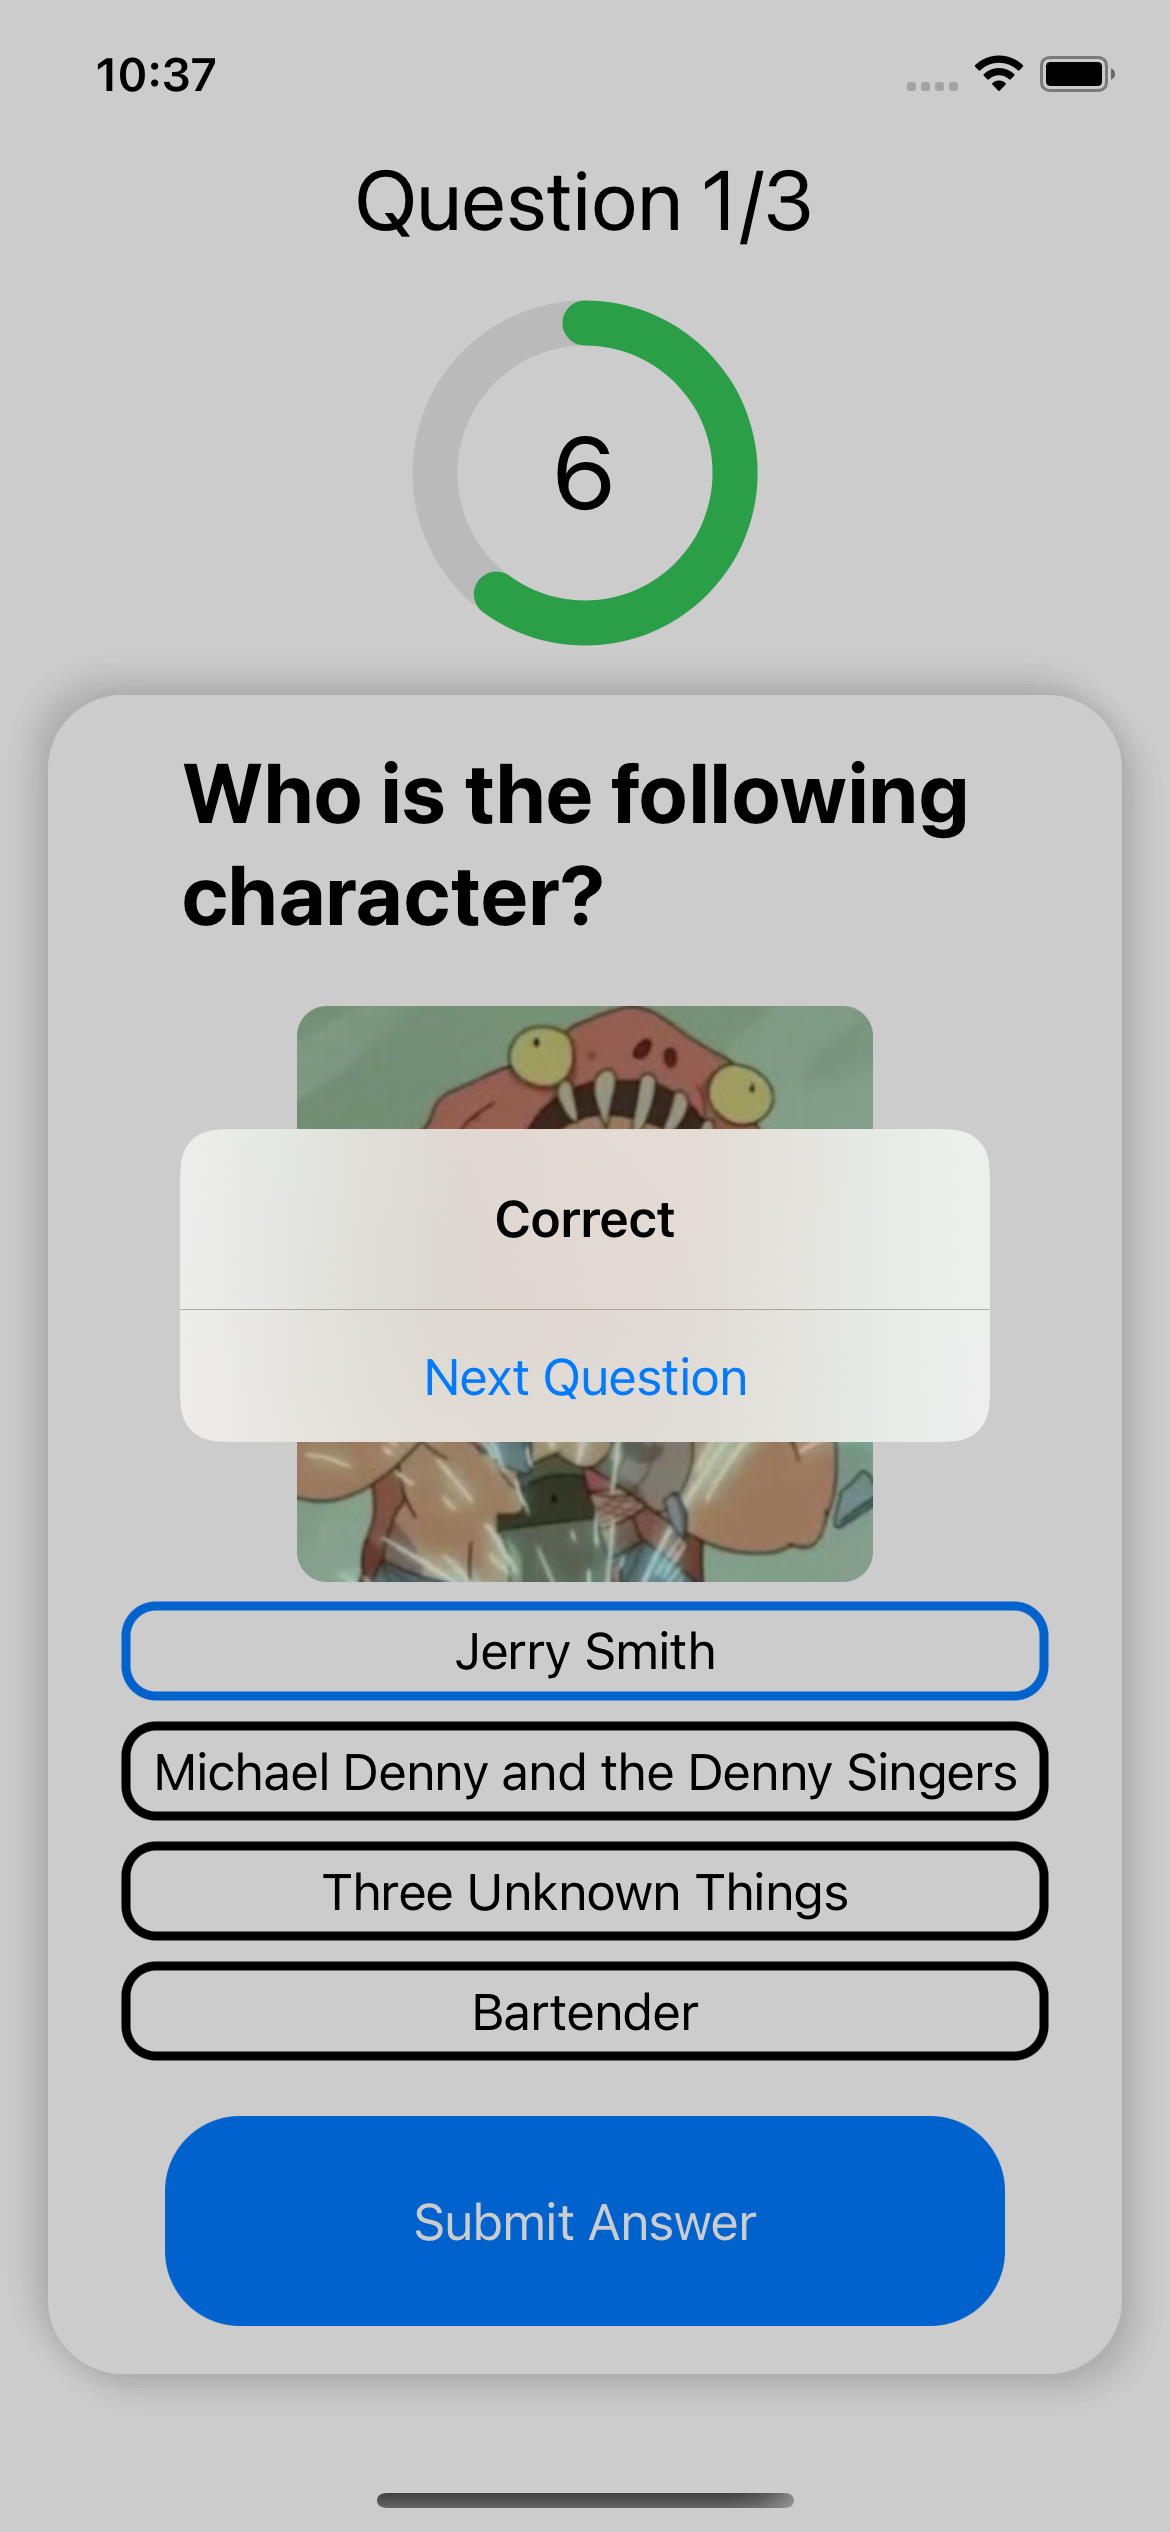 10:37
Question 1/3
6
Who is the following
character?
Correct
Next Question
Jerry Smith
Michael Denny and the Denny Singers
Three Unknown Things
Bartender
Submit Answer